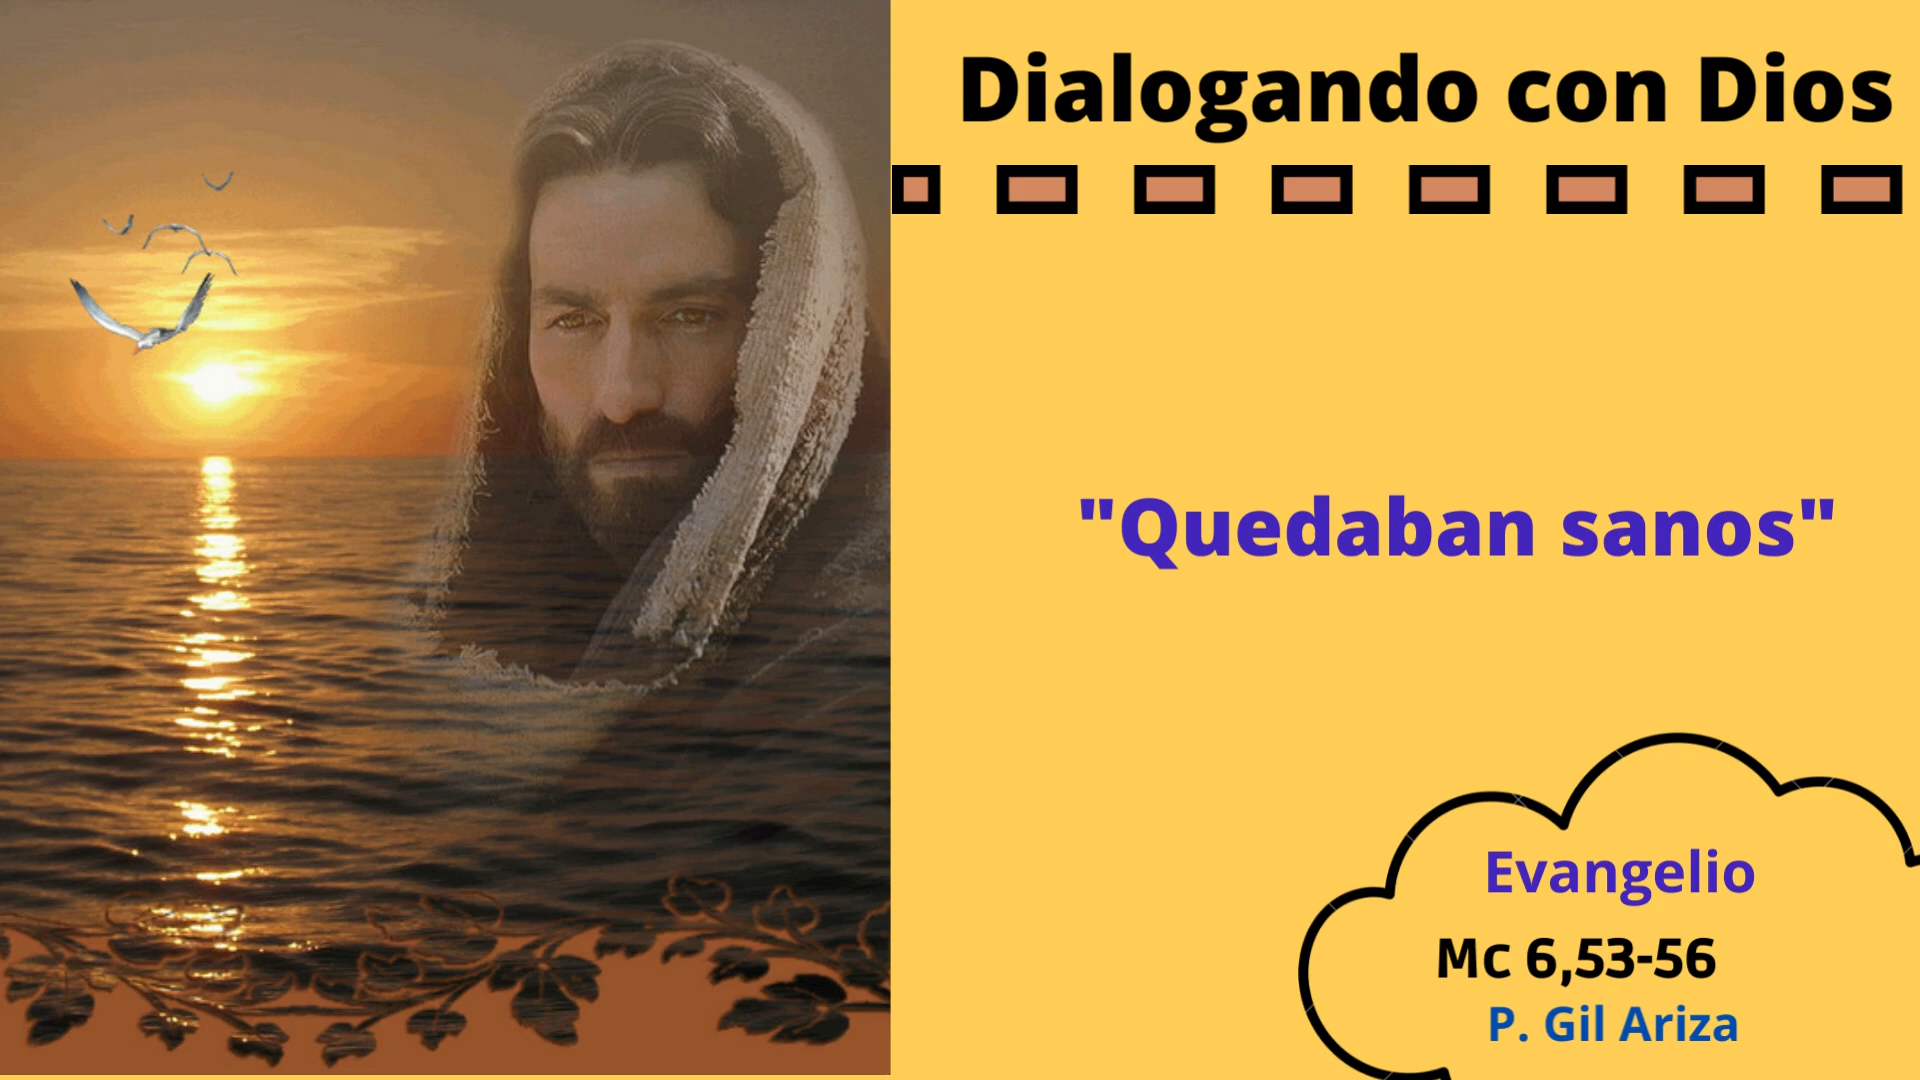 Dialogando con Dios
"Quedaban sanos"
Evangelio
Mc 6,53-56
P. Gil Ariza